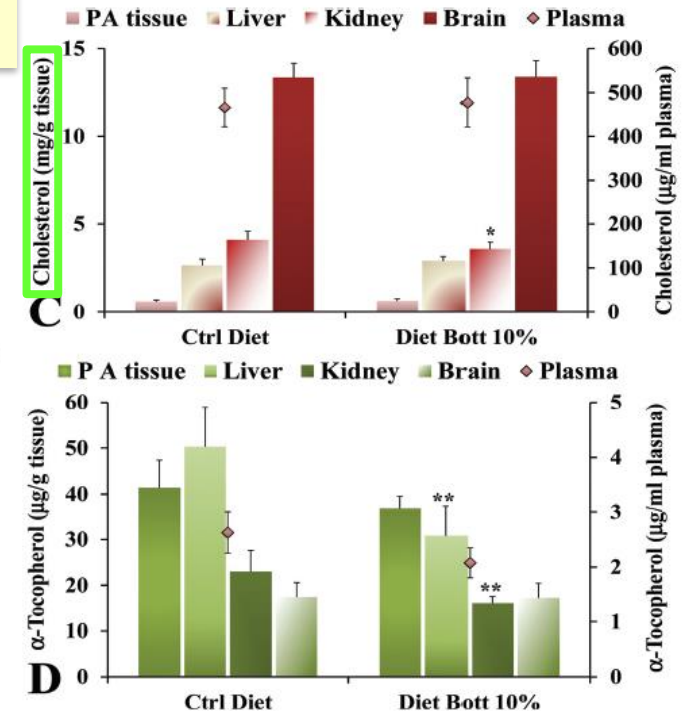 PA tissue Liver Kidney Brain Plasma
Cholesterol (mg/g tissue)
15
10
5
0
*
600
500
400
300
200
100
0
Cholesterol (µg/ml plasma)
Ctrl Diet Diet Bott 10%
C
P A tissue Liver Kidney Brain Plasma
α-Tocopherol (µg/g tissue)
60
50
40
30
20
10
0
**
**
5
4
3
2
1
0
α-Tocopherol (µg/ml plasma)
Ctrl Diet Diet Bott 10%
D